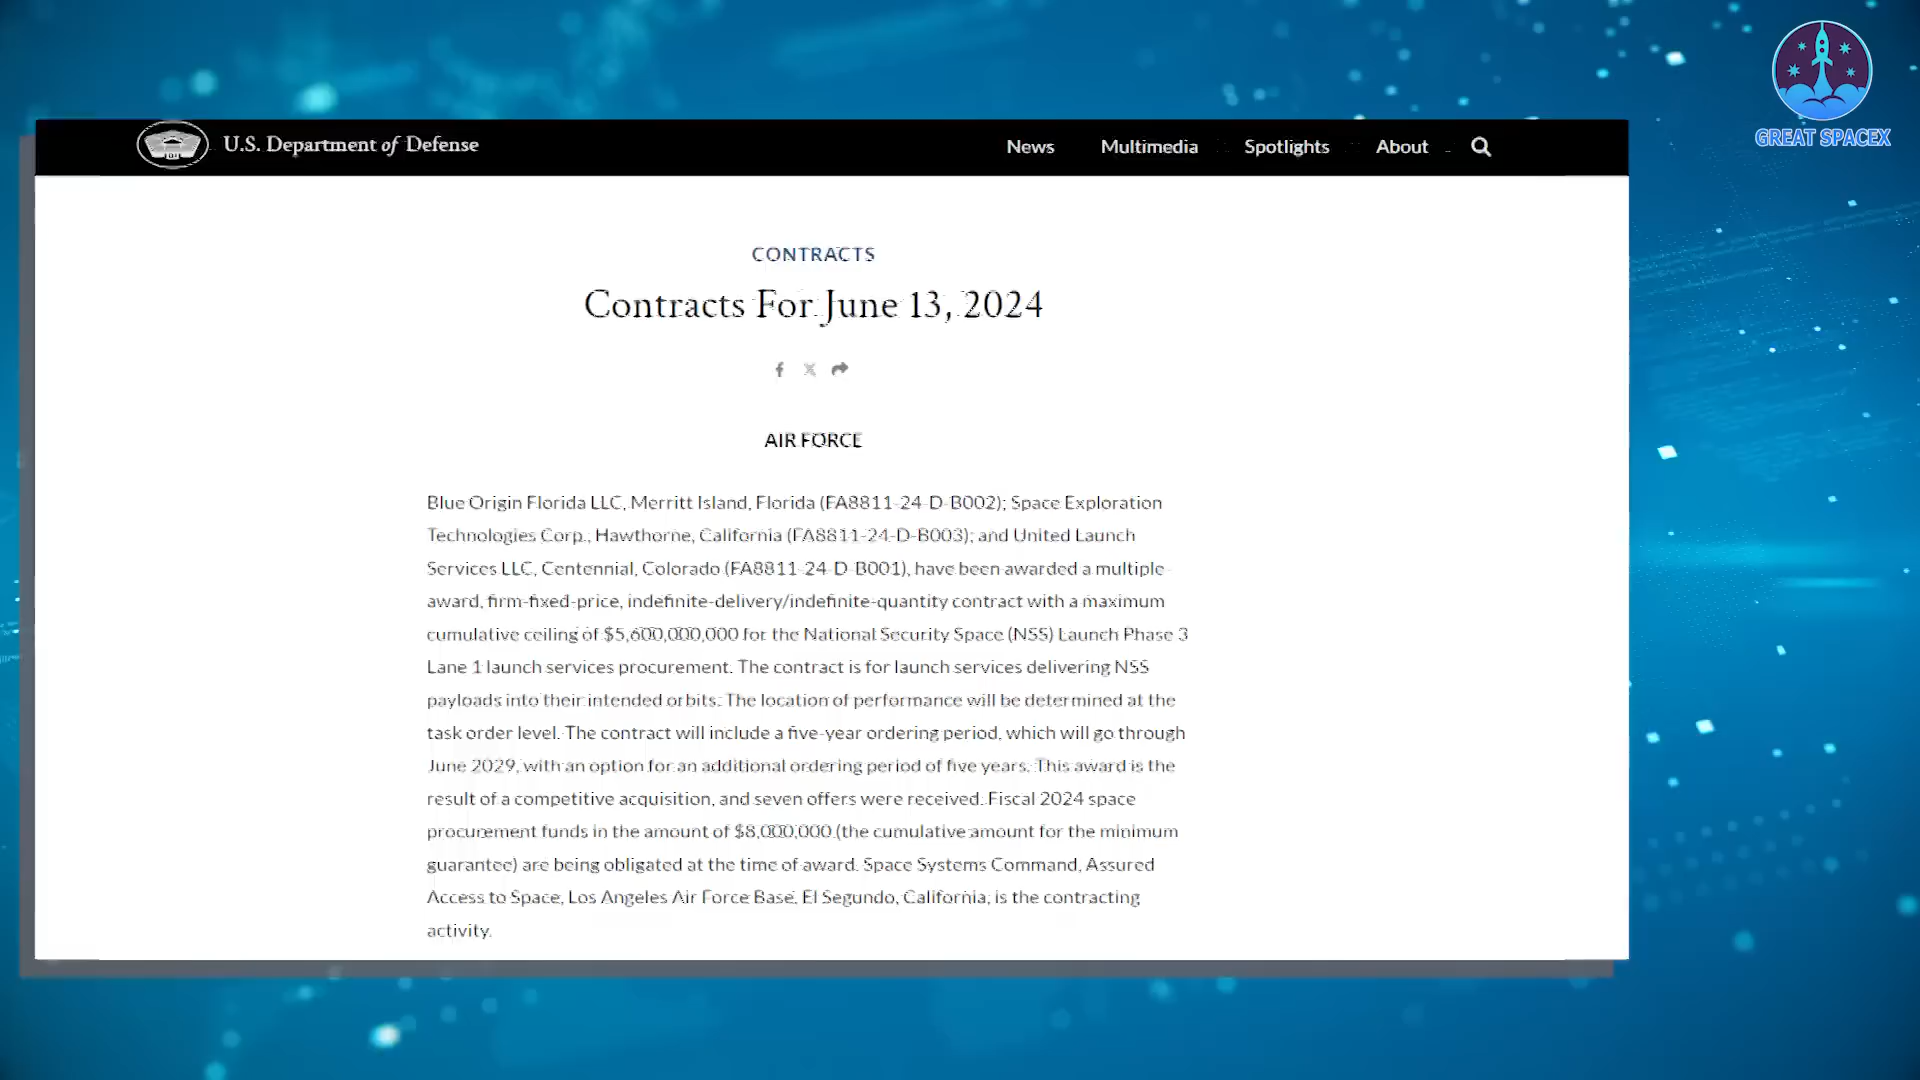 GREAT SPACEX
U.S. Department of Defense
News Multimedia Spotlights About
CONTRACTS
Contracts For June 13, 2024
AIR FORCE
Blue Origin Florida LLC, Merritt Island, Florida (FA8811-24-D-B002); Space Exploration
Technologies Corp., Hawthorne, California (FA8811-24-D-B003); and United Launch
Services LLC, Centennial, Colorado (FA8811-24-D-B001), have been awarded a multiple
award, firm-fixed-price, indefinite-delivery/indefinite-quantity contract with a maximum
cumulative ceiling of $5,600,000,000 for the National Security Space (NSS) Launch Phase 3
Lane 1 launch services procurement. The contract is for launch services delivering NSS
payloads into their intended orbits. The location of performance will be determined at the
task order level. The contract will include a five-year ordering period, which will go through
June 2029, with an option for an additional ordering period of five years. This award is the
result of a competitive acquisition, and seven offers were received. Fiscal 2024 space
procurement funds in the amount of $8,000,000 (the cumulative amount for the minimum
guarantee) are being obligated at the time of award. Space Systems Command, Assured
Access to Space, Los Angeles Air Force Base, El Segundo, California, is the contracting
activity.